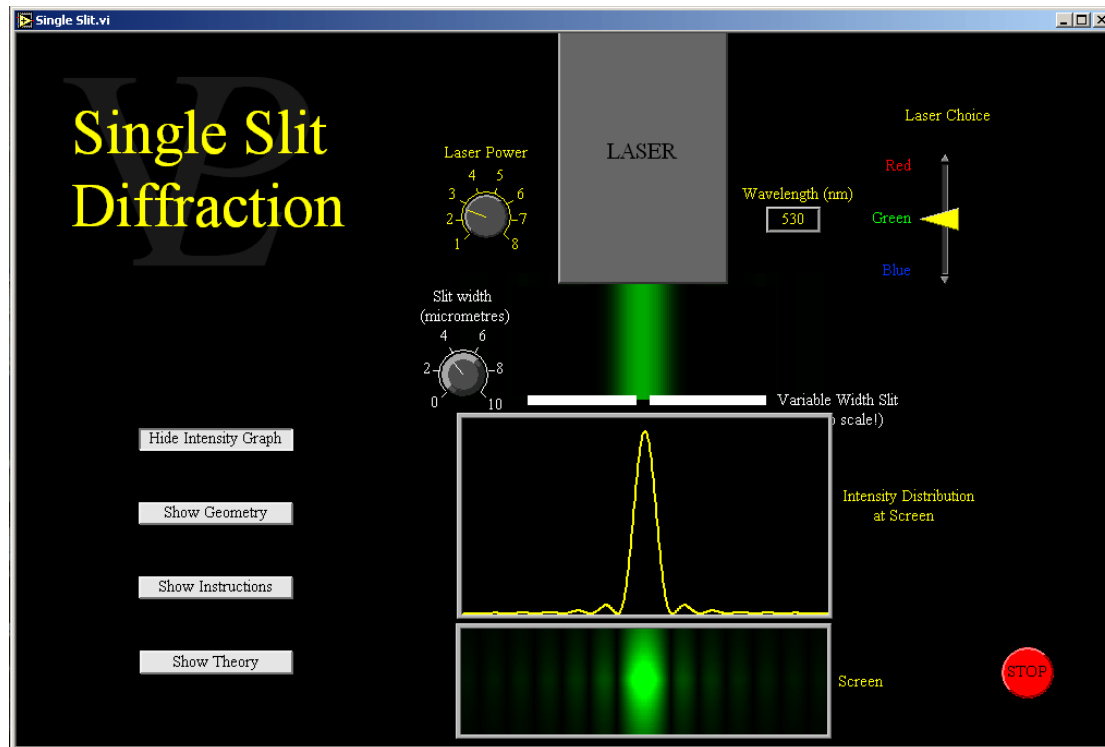 Single Slit.vi
VPL
Single Slit
Diffraction
LASER
Laser Power
1
2
3
4
5
6
7
8
Wavelength (nm)
530
Laser Choice
Red
Green
Blue
Slit width
(micrometres)
0
2
4
6
8
10
Variable Width Slit
scale!)
Hide Intensity Graph
Show Geometry
Show Instructions
Show Theory
Intensity Distribution
at Screen
Screen
STOP